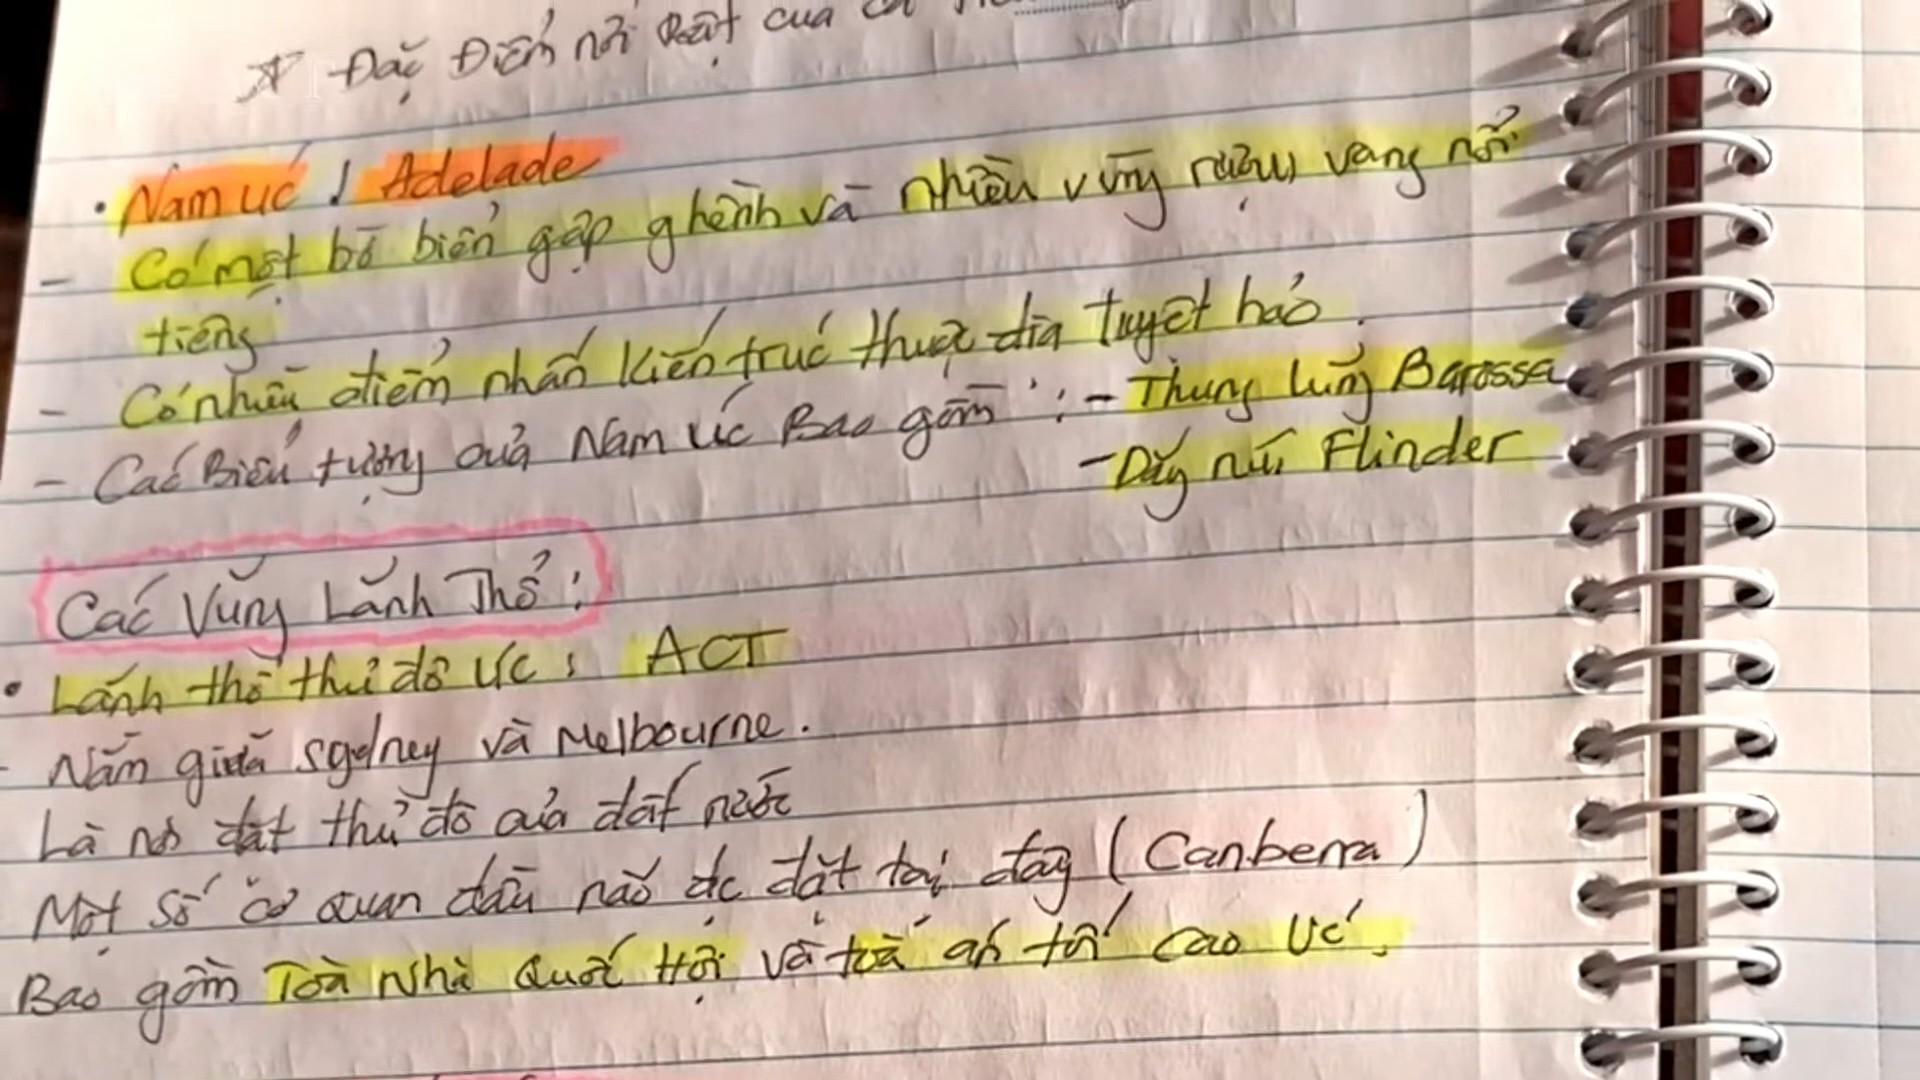 Đặc Điểm nổi Bật của cá
• Nam úc : Adelade
- Có một bờ biển gập ghềnh và nhiều vùng rượu vang nổi
tiếng
- Có nhiều điểm nhấn kiến trúc thuộc địa tuyệt hảo.
- Các Biểu tượng của Nam Úc Bao gồm : - Thung lũng Barossa
- Dãy núi Flinder
Các Vùng Lãnh Thổ :
• Lãnh thổ thủ đô Úc : ACT
- Nằm giữa Sydney và Melbourne.
Là nơi đặt thủ đô của đất nước
Một số cơ quan đầu não đc đặt tại đây (Canberra)
Bao gồm Toà Nhà Quốc Hội và toà án tối cao Úc.